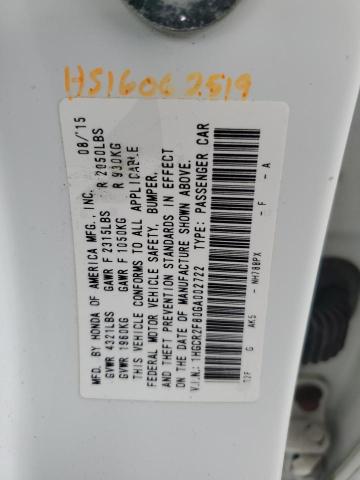 HS1606 2519
MFD. BY HONDA OF AMERICA MFG., INC. 08/15
GVWR 4321LBS GAWR F 2315LBS R 2050LBS
GVWR 1960KG GAWR F 1050KG R 930KG
THIS VEHICLE CONFORMS TO ALL APPLICABLE
FEDERAL MOTOR VEHICLE SAFETY, BUMPER,
AND THEFT PREVENTION STANDARDS IN EFFECT
ON THE DATE OF MANUFACTURE SHOWN ABOVE.
V.I.N.: 1HGCR2F80GA002722 TYPE: PASSENGER CAR
T2F G AK5 - NH788PX - F - A